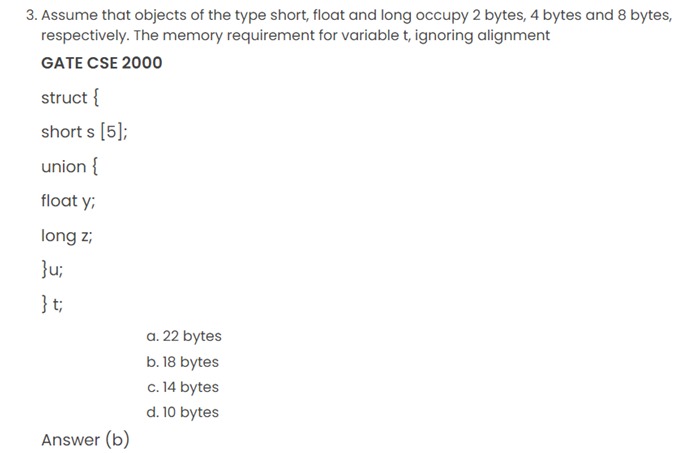 3. Assume that objects of the type short, float and long occupy 2 bytes, 4 bytes and 8 bytes,
respectively. The memory requirement for variable t, ignoring alignment
GATE CSE 2000
struct {
short s [5];
union {
float y;
long z;
}u;
} t;
a. 22 bytes
b. 18 bytes
c. 14 bytes
d. 10 bytes
Answer (b)